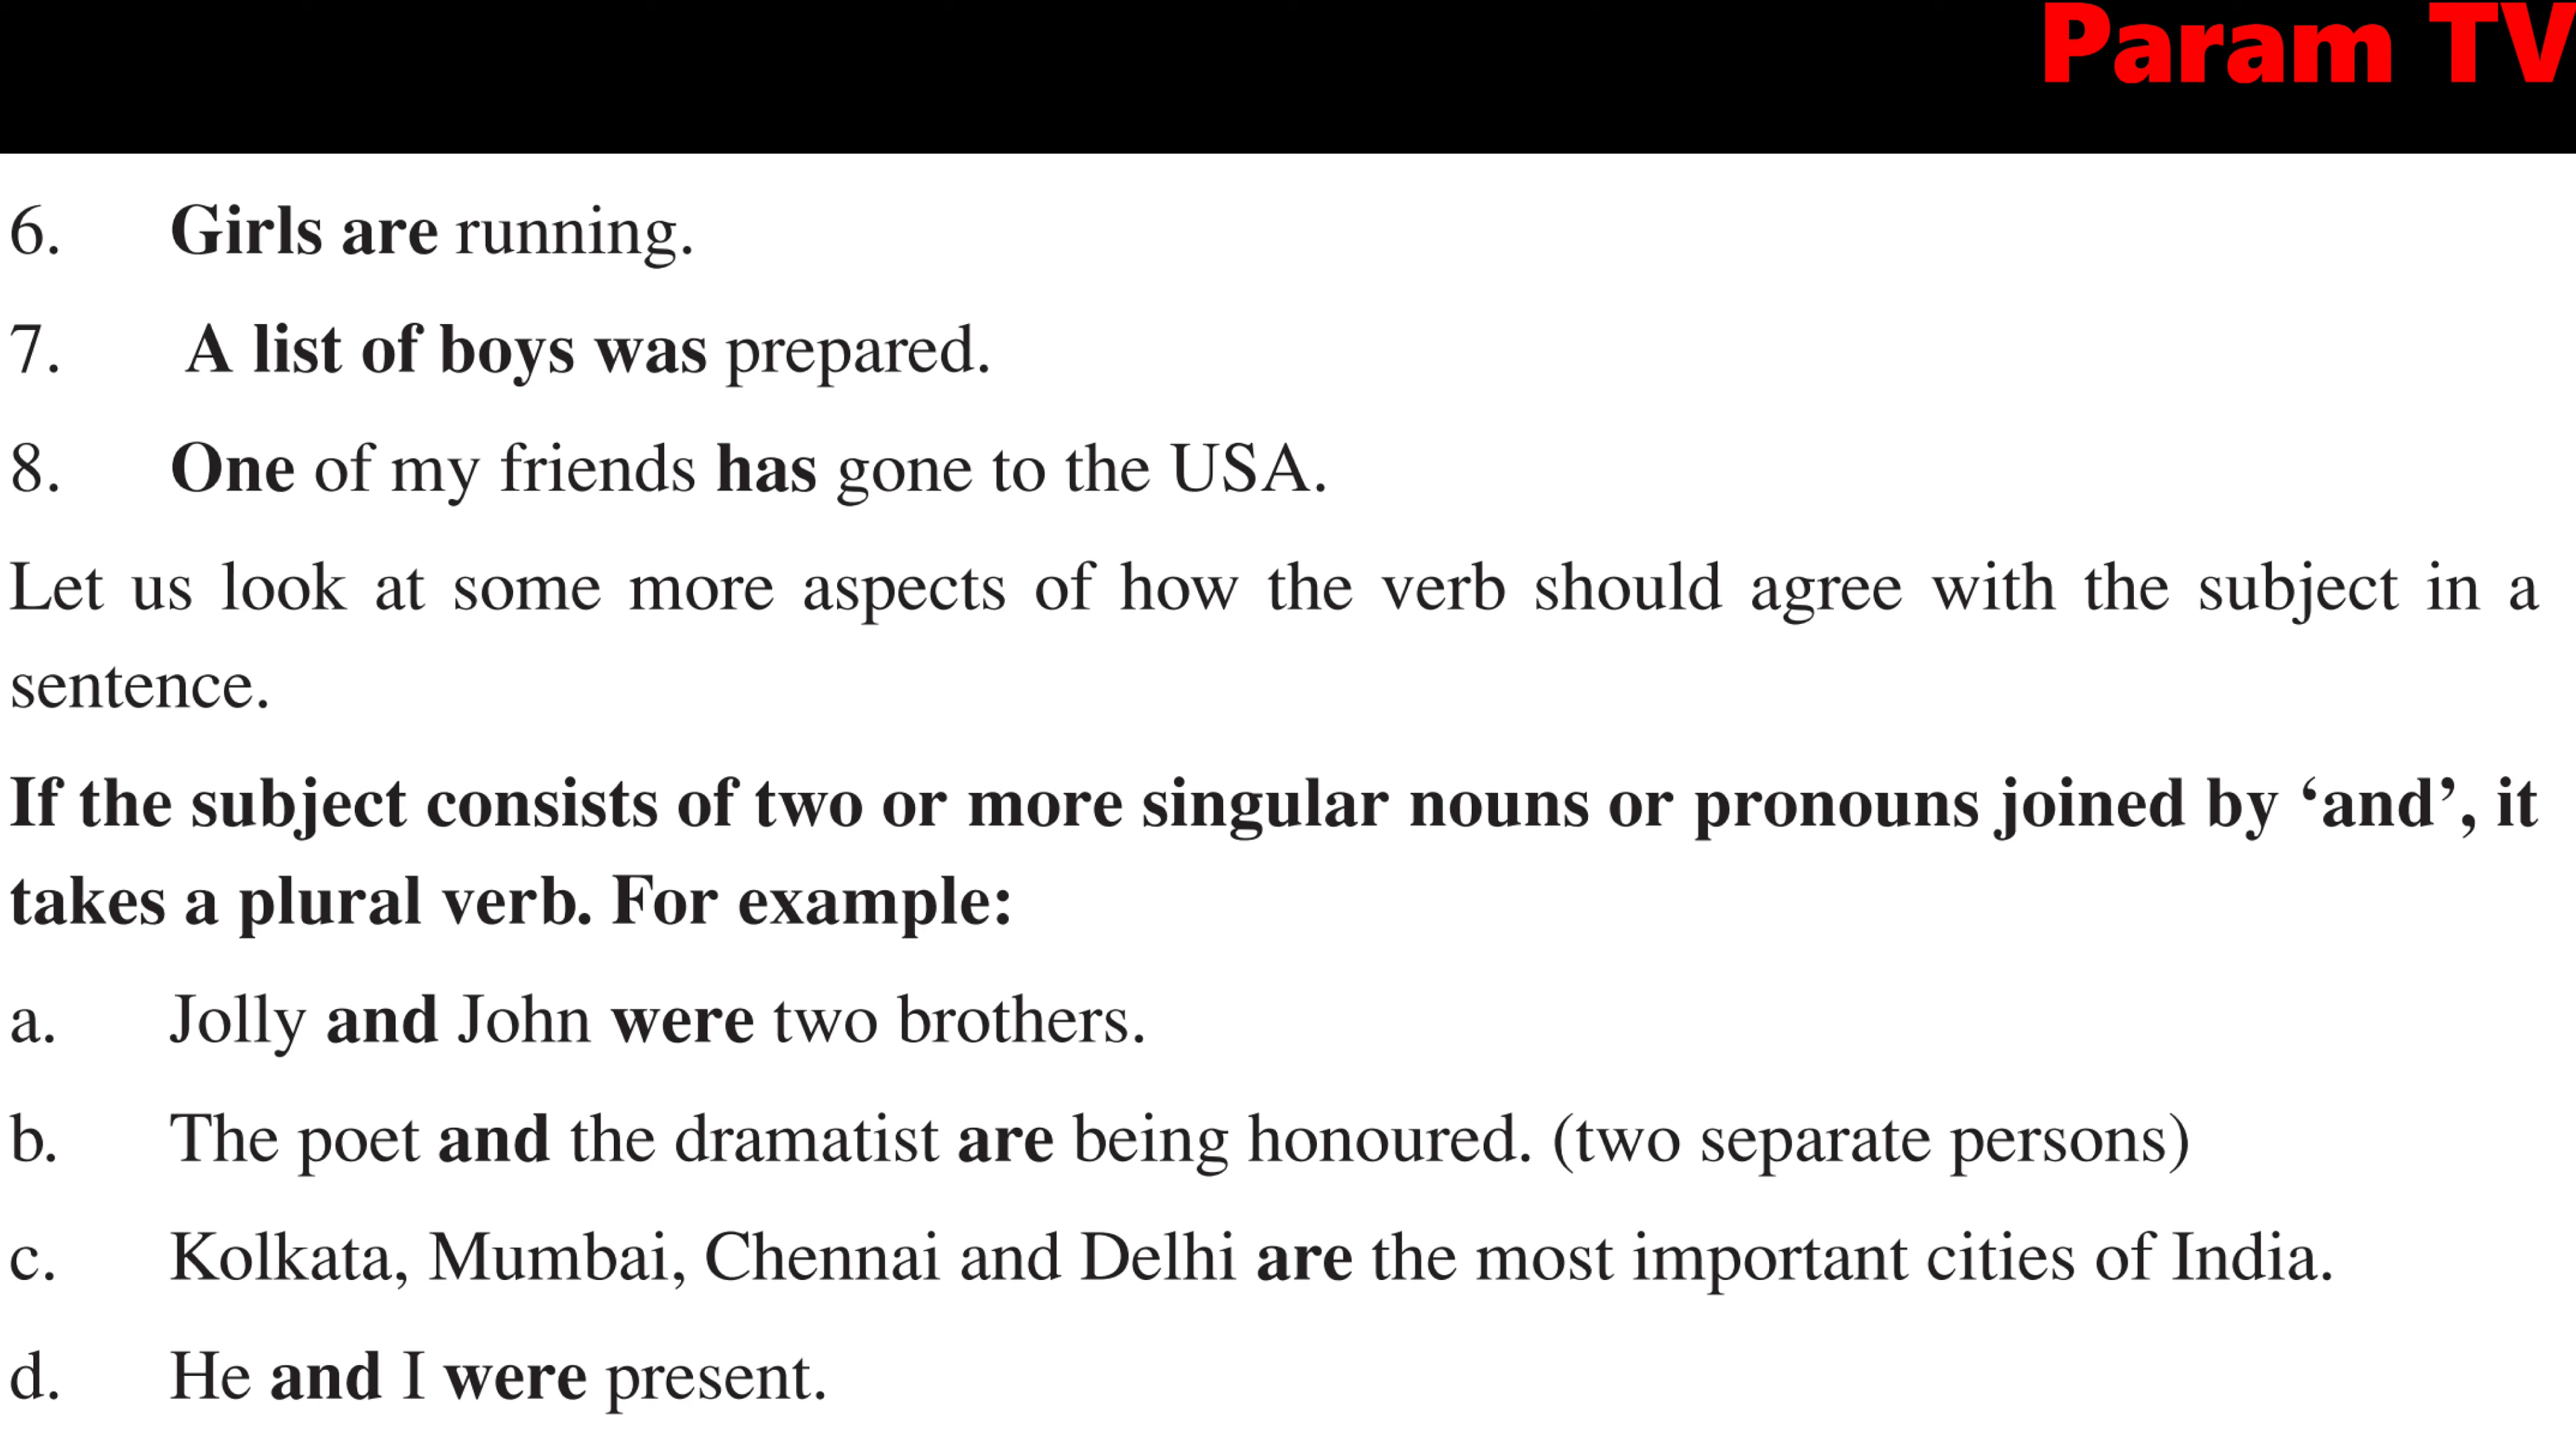 Param TV
6. Girls are running.
7. A list of boys was prepared.
8. One of my friends has gone to the USA.
Let us look at some more aspects of how the verb should agree with the subject in a
sentence.
If the subject consists of two or more singular nouns or pronouns joined by ‘and’, it
takes a plural verb. For example:
a. Jolly and John were two brothers.
b. The poet and the dramatist are being honoured. (two separate persons)
c. Kolkata, Mumbai, Chennai and Delhi are the most important cities of India.
d. He and I were present.